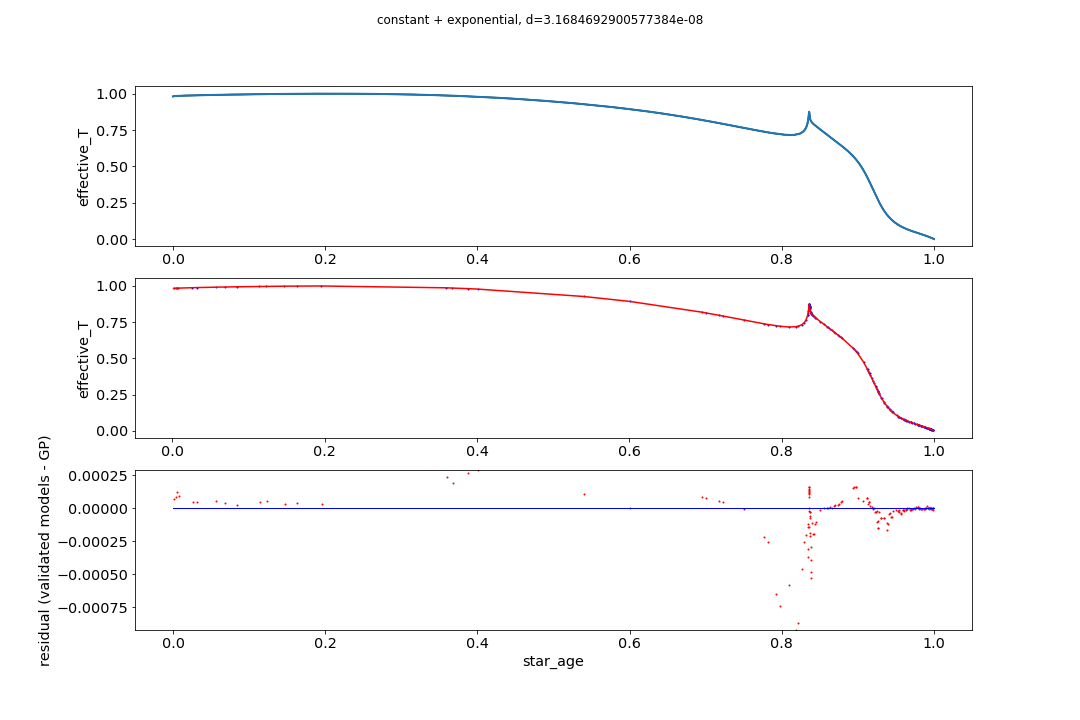 constant + exponential, d=3.1684692900577384e-08
effective_T
1.00
0.75
0.50
0.25
0.00
0.0 0.2 0.4 0.6 0.8 1.0
effective_T
1.00
0.75
0.50
0.25
0.00
0.0 0.2 0.4 0.6 0.8 1.0
residual (validated models - GP)
0.00025
0.00000
−0.00025
−0.00050
−0.00075
0.0 0.2 0.4 0.6 0.8 1.0
star_age